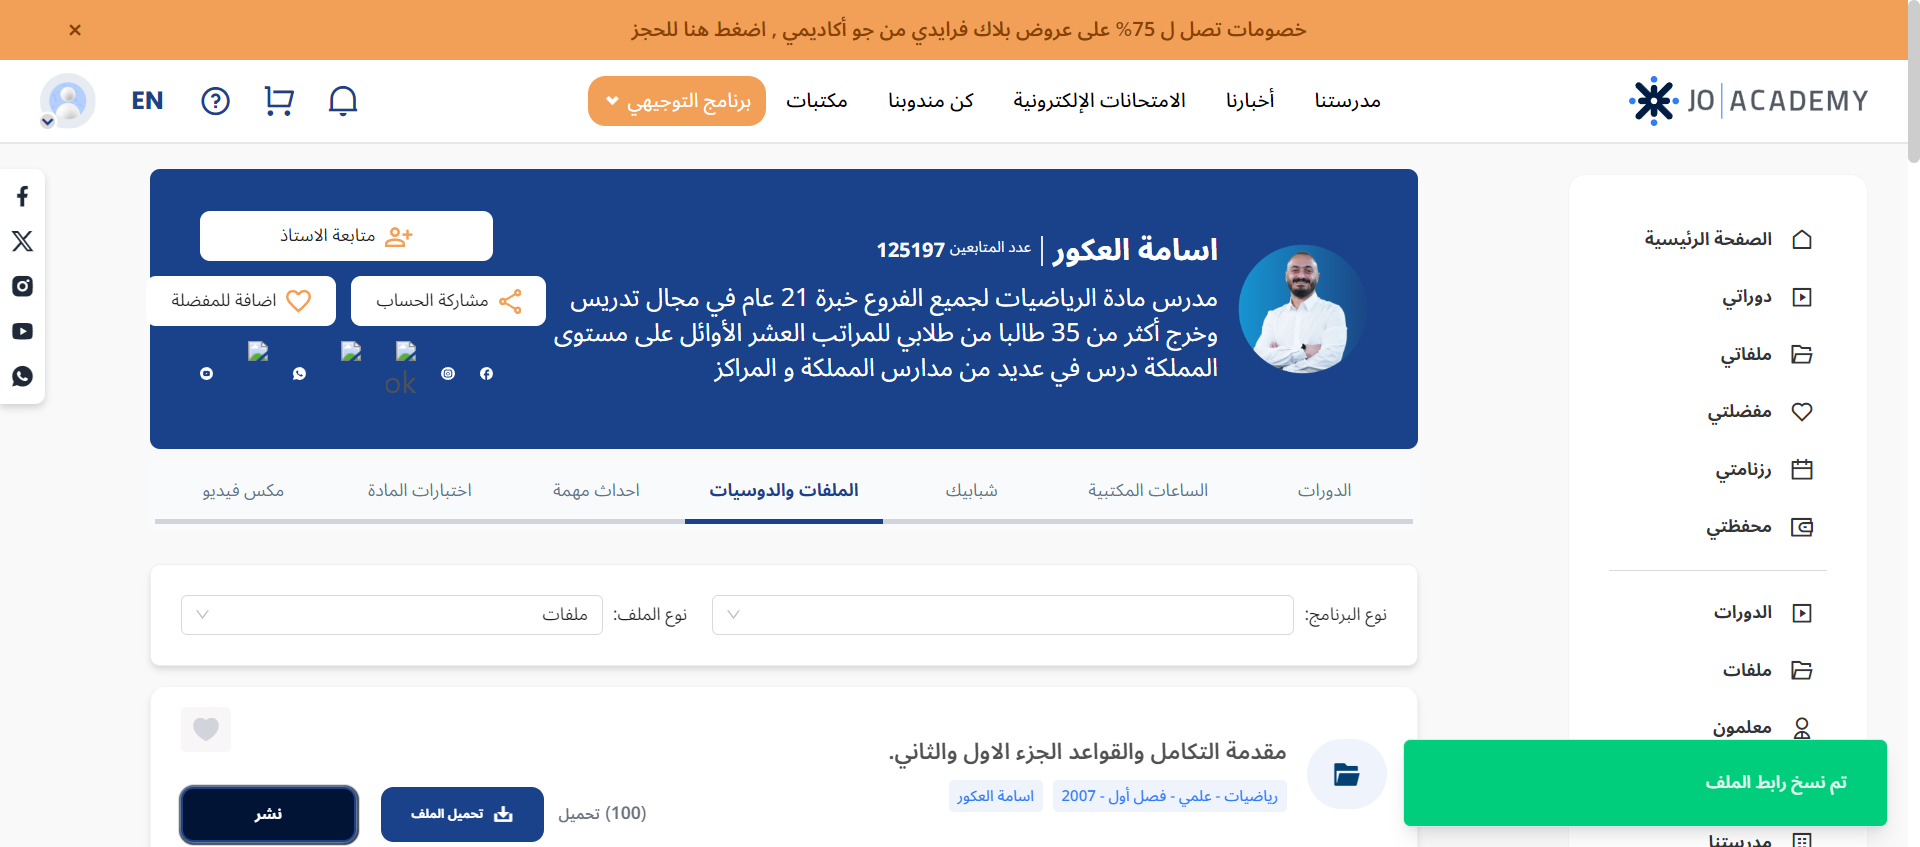 خصومات تصل ل 75% على عروض بلاك فرايدي من جو أكاديمي , اضغط هنا للحجز
×
JO ACADEMY
مدرستنا
أخبارنا
الامتحانات الإلكترونية
كن مندوبنا
مكتبات
برنامج التوجيهي
EN
الصفحة الرئيسية
دوراتي
ملفاتي
مفضلتي
رزنامتي
محفظتي
الدورات
ملفات
معلمون
مدرستنا
اسامة العكور
عدد المتابعين 125197
مدرس مادة الرياضيات لجميع الفروع خبرة 21 عام في مجال تدريس
وخرج أكثر من 35 طالبا من طلابي للمراتب العشر الأوائل على مستوى
المملكة درس في عديد من مدارس المملكة و المراكز
متابعة الاستاذ
مشاركة الحساب
اضافة للمفضلة
ok
الدورات
الساعات المكتبية
شبابيك
الملفات والدوسيات
احداث مهمة
اختبارات المادة
مكس فيديو
نوع البرنامج:
نوع الملف:
ملفات
مقدمة التكامل والقواعد الجزء الاول والثاني.
رياضيات - علمي - فصل أول - 2007
اسامة العكور
(100) تحميل
تحميل الملف
نشر
تم نسخ رابط الملف